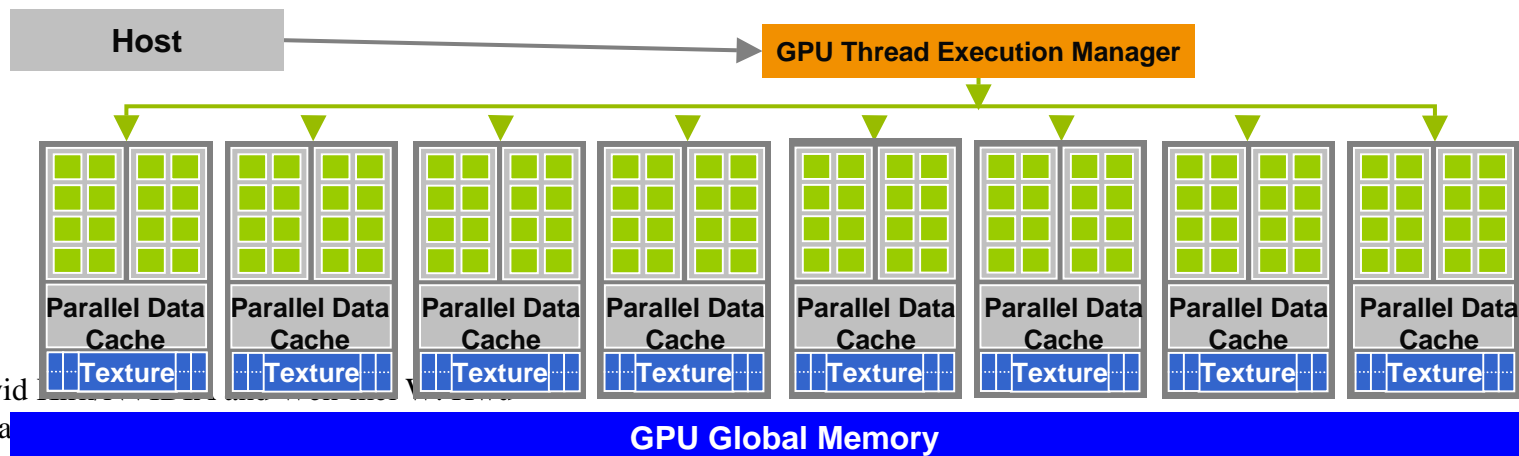 Host
GPU Thread Execution Manager
Parallel Data Cache
Parallel Data Cache
Parallel Data Cache
Parallel Data Cache
Parallel Data Cache
Parallel Data Cache
Parallel Data Cache
Parallel Data Cache
Texture
Texture
Texture
Texture
Texture
Texture
Texture
Texture
vid
and
W.
a
GPU Global Memory